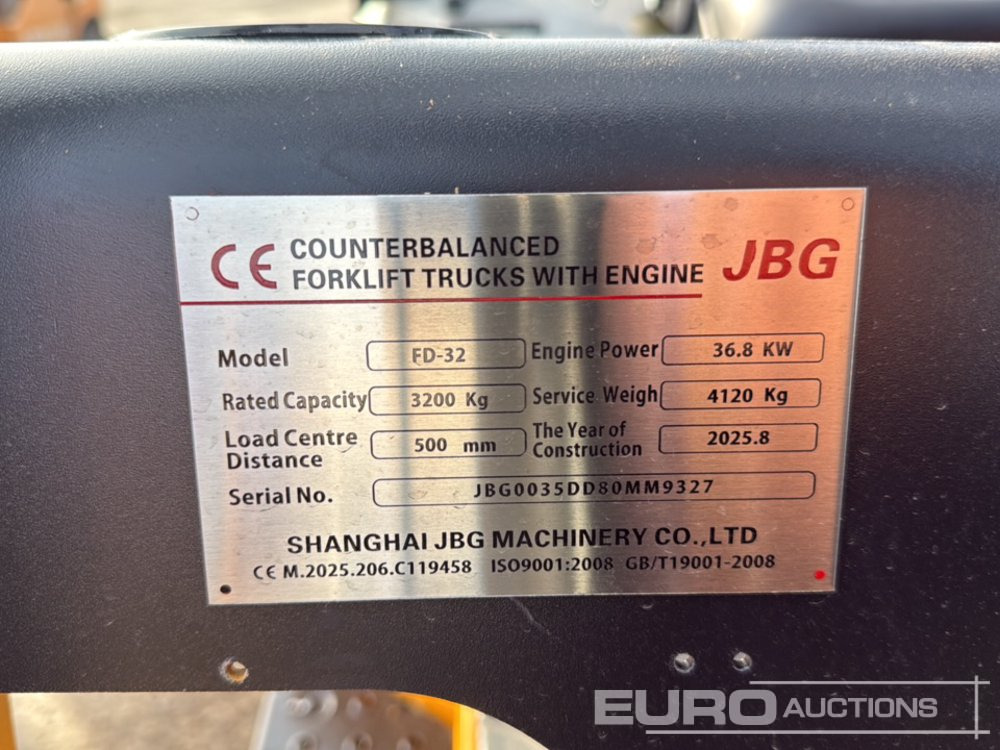 CE COUNTERBALANCED
FORKLIFT TRUCKS WITH ENGINE JBG
Model FD-32 Engine Power 36.8 KW
Rated Capacity 3200 Kg Service Weigh 4120 Kg
Load Centre Distance 500 mm The Year of Construction 2025.8
Serial No. JBG0035DD80MM9327
SHANGHAI JBG MACHINERY CO.,LTD
CE M.2025.206.C119458 ISO9001:2008 GB/T19001-2008
EURO AUCTIONS